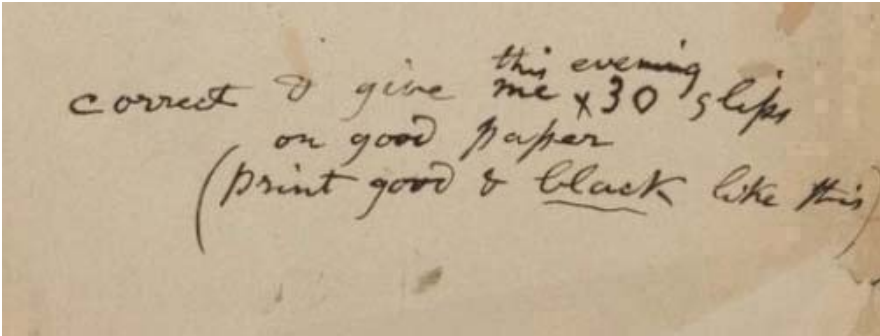 this evening
correct & give me x 30 slips
on good paper
(print good & black like this)